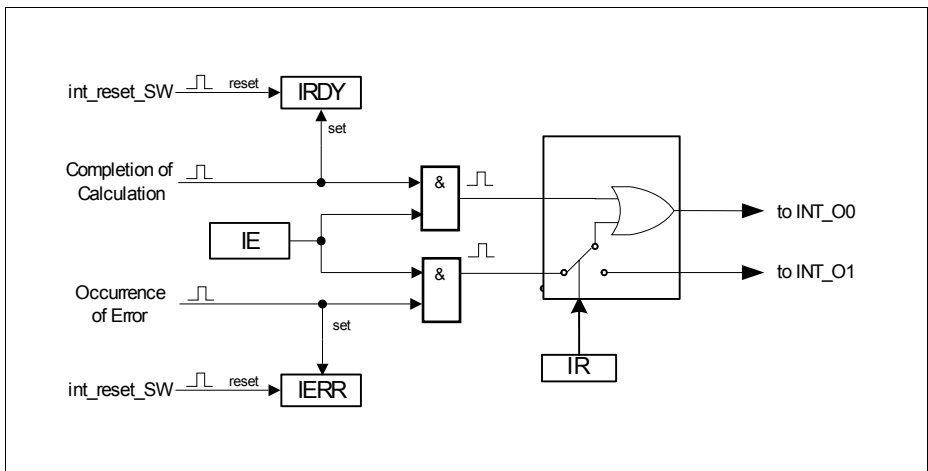 int_reset_SW
reset
IRDY
set
Completion of
Calculation
&
IE
to INT_O0
&
to INT_O1
Occurrence
of Error
set
IR
int_reset_SW
reset
IERR